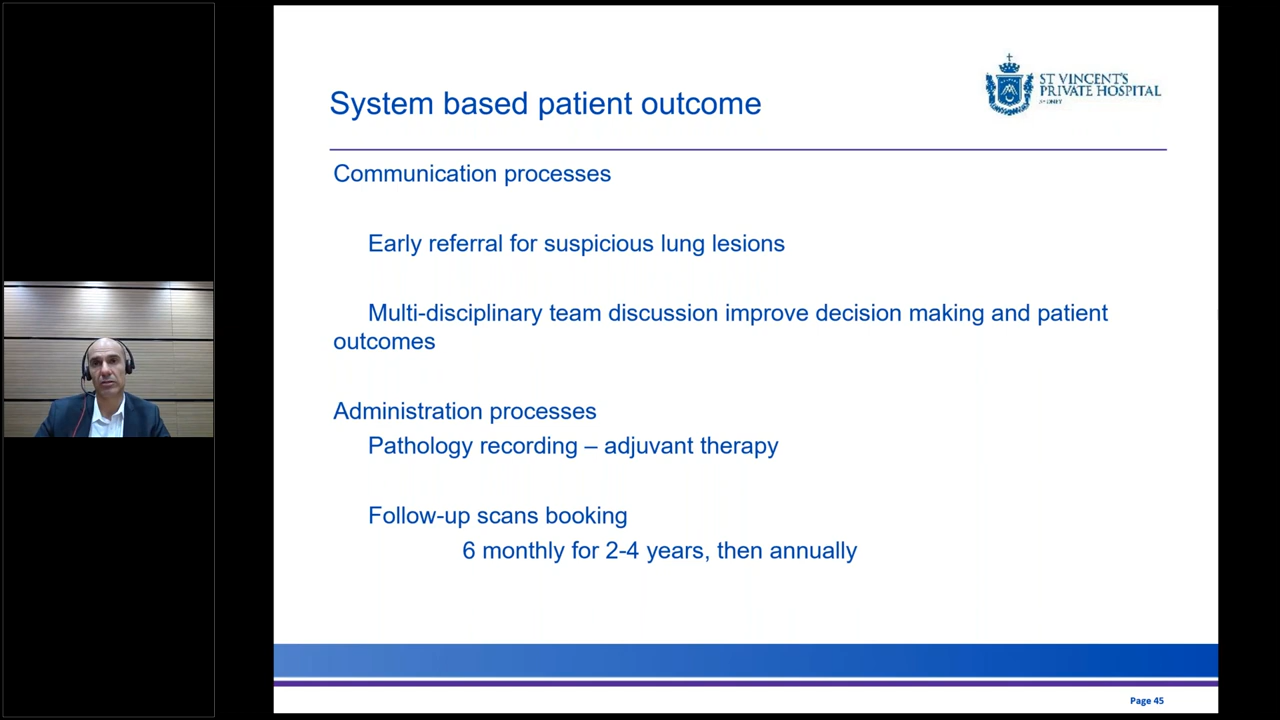 System based patient outcome
ST VINCENT'S
PRIVATE HOSPITAL
SYDNEY
Communication processes
Early referral for suspicious lung lesions
Multi-disciplinary team discussion improve decision making and patient
outcomes
Administration processes
Pathology recording – adjuvant therapy
Follow-up scans booking
6 monthly for 2-4 years, then annually
Page 45